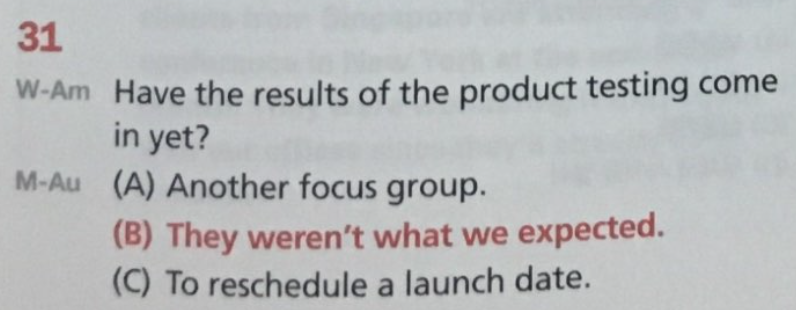 31
W-Am Have the results of the product testing come
in yet?
M-Au (A) Another focus group.
(B) They weren't what we expected.
(C) To reschedule a launch date.